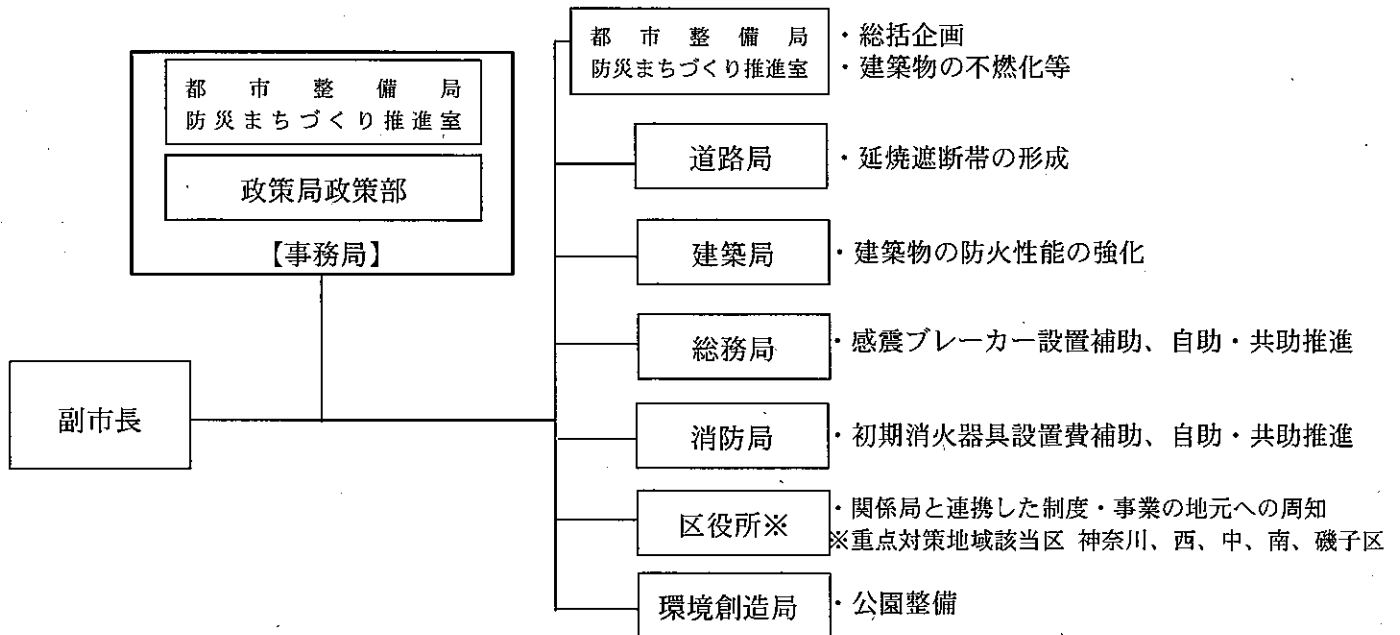 都市整備局
防災まちづくり推進室
政策局政策部
【事務局】
副市長
都市整備局
防災まちづくり推進室
・総括企画
・建築物の不燃化等
道路局
・延焼遮断帯の形成
建築局
・建築物の防火性能の強化
総務局
・感震ブレーカー設置補助、自助・共助推進
消防局
・初期消火器具設置費補助、自助・共助推進
区役所※
・関係局と連携した制度・事業の地元への周知
※重点対策地域該当区 神奈川、西、中、南、磯子区
環境創造局
・公園整備